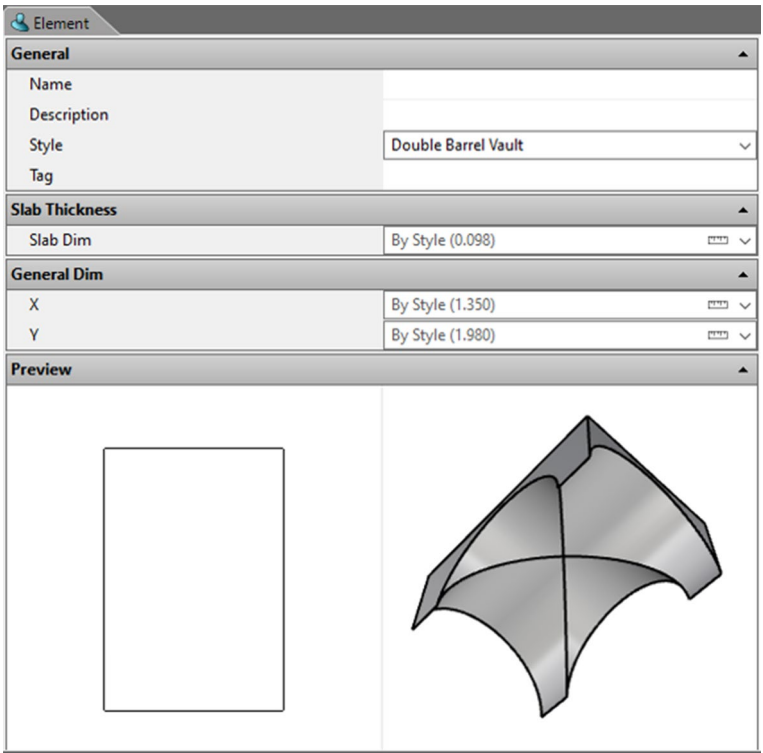 Element
General
Name
Description
Style Double Barrel Vault
Tag
Slab Thickness
Slab Dim By Style (0.098)
General Dim
X By Style (1.350)
Y By Style (1.980)
Preview